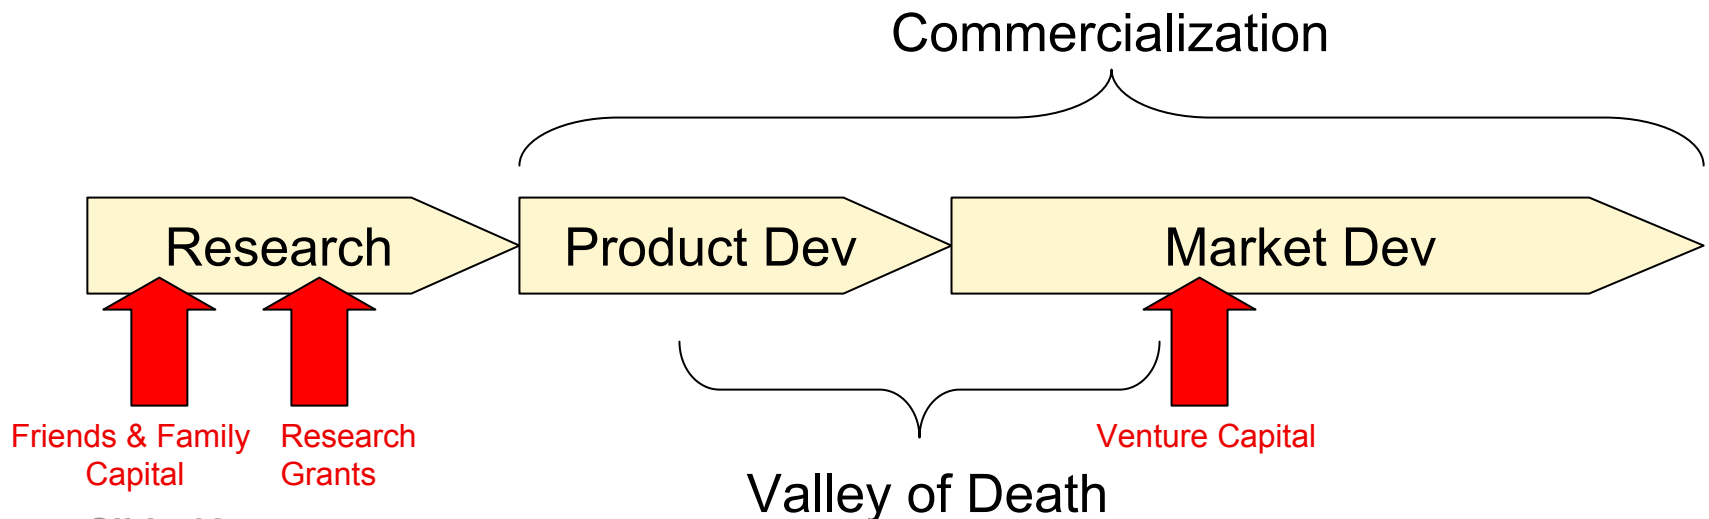 Commercialization
Research
Product Dev
Market Dev
Friends & Family
Capital
Research
Grants
Venture Capital
Valley of Death